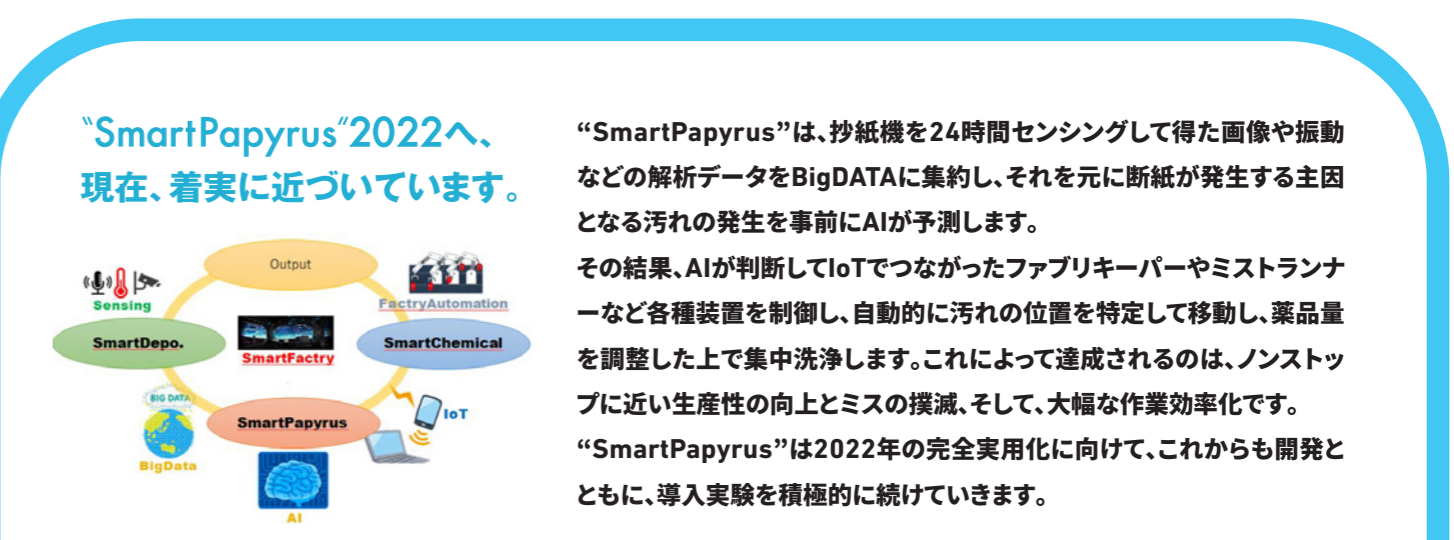 “SmartPapyrus”2022へ、
現在、着実に近づいています。
Output
Sensing
FactryAutomation
SmartDepo.
SmartFactry
SmartChemical
BIG DATA
BigData
SmartPapyrus
IoT
AI
“SmartPapyrus”は、抄紙機を24時間センシングして得た画像や振動
などの解析データをBigDATAに集約し、それを元に断紙が発生する主因
となる汚れの発生を事前にAIが予測します。
その結果、AIが判断してIoTでつながったファブリキーパーやミストランナ
ーなど各種装置を制御し、自動的に汚れの位置を特定して移動し、薬品量
を調整した上で集中洗浄します。これによって達成されるのは、ノンストッ
プに近い生産性の向上とミスの撲滅、そして、大幅な作業効率化です。
“SmartPapyrus”は2022年の完全実用化に向けて、これからも開発と
ともに、導入実験を積極的に続けていきます。